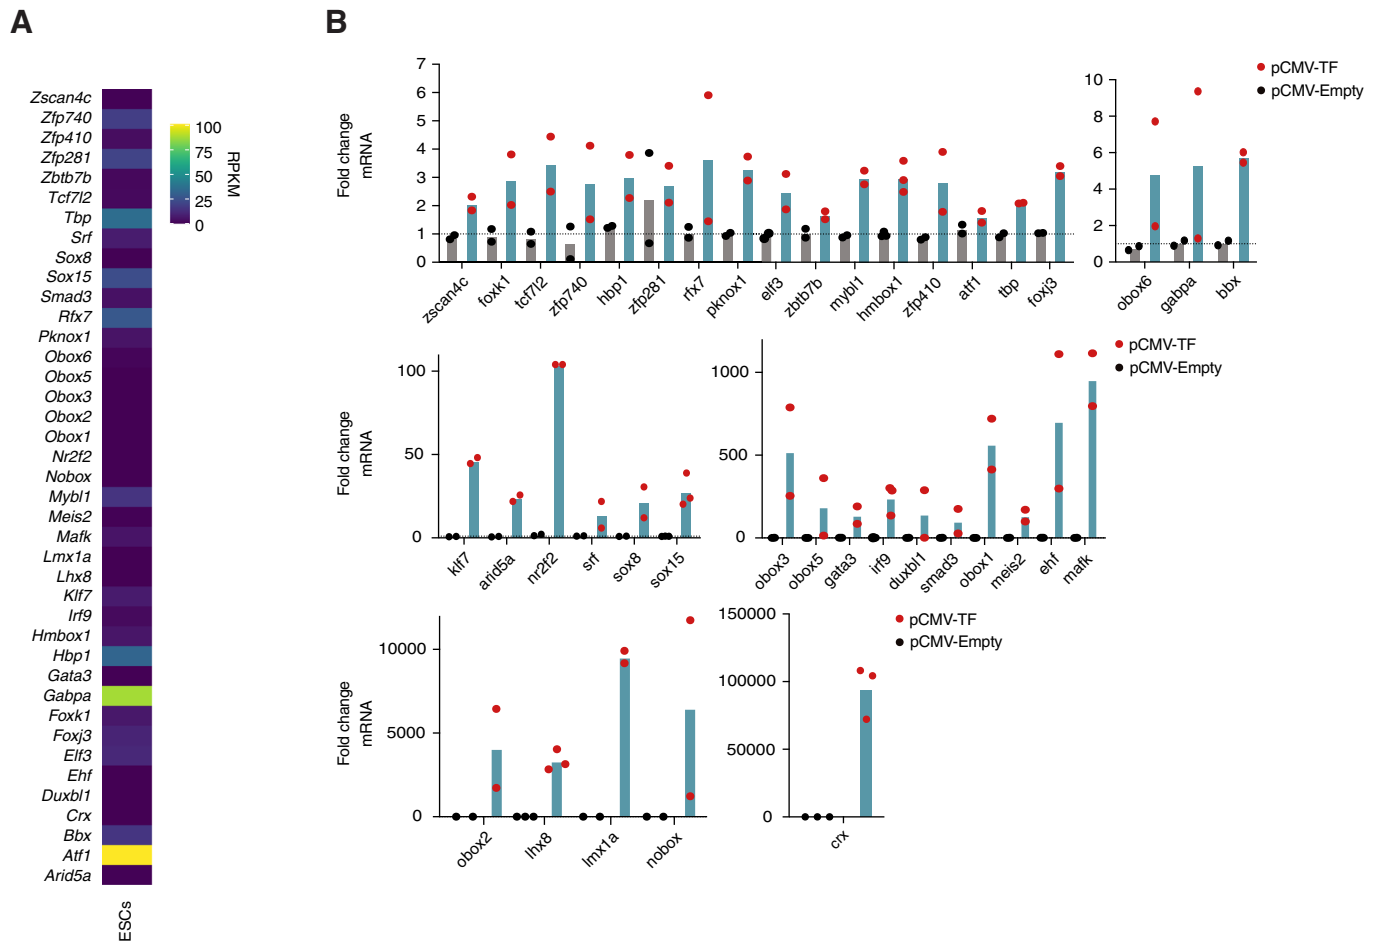 A
Zscan4c
Zfp740
Zfp410
Zfp281
Zbtb7b
Tcf7l2
Tbp
Srf
Sox8
Sox15
Smad3
Rfx7
Pknox1
Obox6
Obox5
Obox3
Obox2
Obox1
Nr2f2
Nobox
Mybl1
Meis2
Mafk
Lmx1a
Lhx8
Klf7
Irf9
Hmbox1
Hbp1
Gata3
Gabpa
Foxk1
Foxj3
Elf3
Ehf
Duxbl1
Crx
Bbx
Atf1
Arid5a
ESCs
100
75
50
25
0
RPKM
B
Fold change
mRNA
7
6
5
4
3
2
1
0
zscan4c
foxk1
tcf7l2
zfp740
hbp1
zfp281
rfx7
pknox1
elf3
zbtb7b
mybl1
hmbox1
zfp410
atf1
tbp
foxj3
10
8
6
4
2
0
obox6
gabpa
bbx
pCMV-TF
pCMV-Empty
Fold change
mRNA
100
50
0
klf7
arid5a
nr2f2
srf
sox8
sox15
1000
500
0
obox3
obox5
gata3
irf9
duxbl1
smad3
obox1
meis2
ehf
mafk
pCMV-TF
pCMV-Empty
Fold change
mRNA
10000
5000
0
obox2
lhx8
lmx1a
nobox
150000
100000
50000
0
crx
pCMV-TF
pCMV-Empty